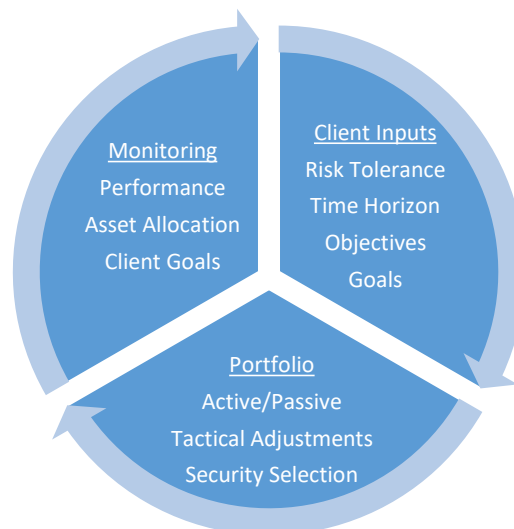 Monitoring
Performance
Asset Allocation
Client Goals
Client Inputs
Risk Tolerance
Time Horizon
Objectives
Goals
Portfolio
Active/Passive
Tactical Adjustments
Security Selection